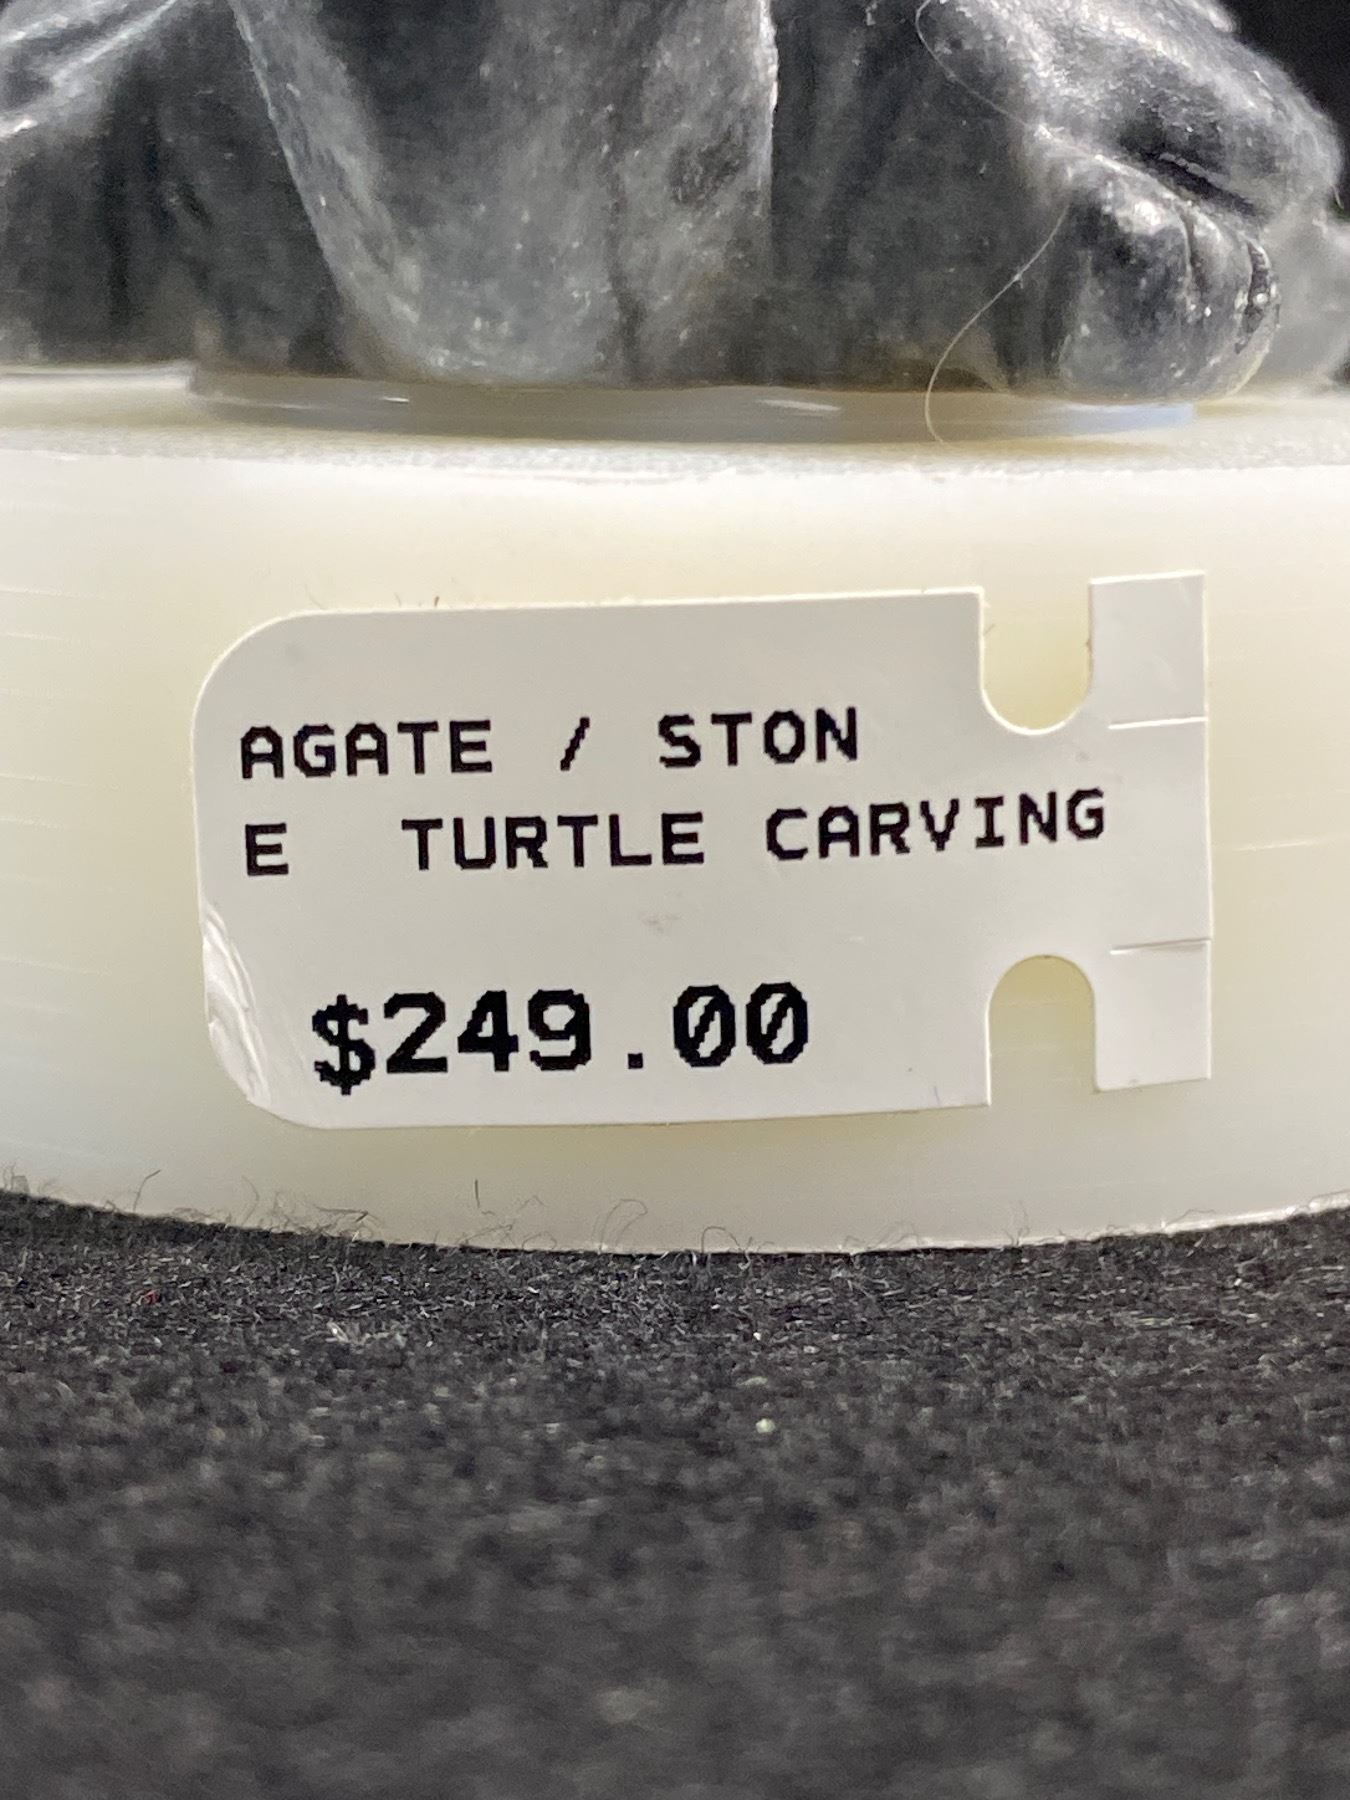 AGATE / STON
E TURTLE CARVING
$249.00